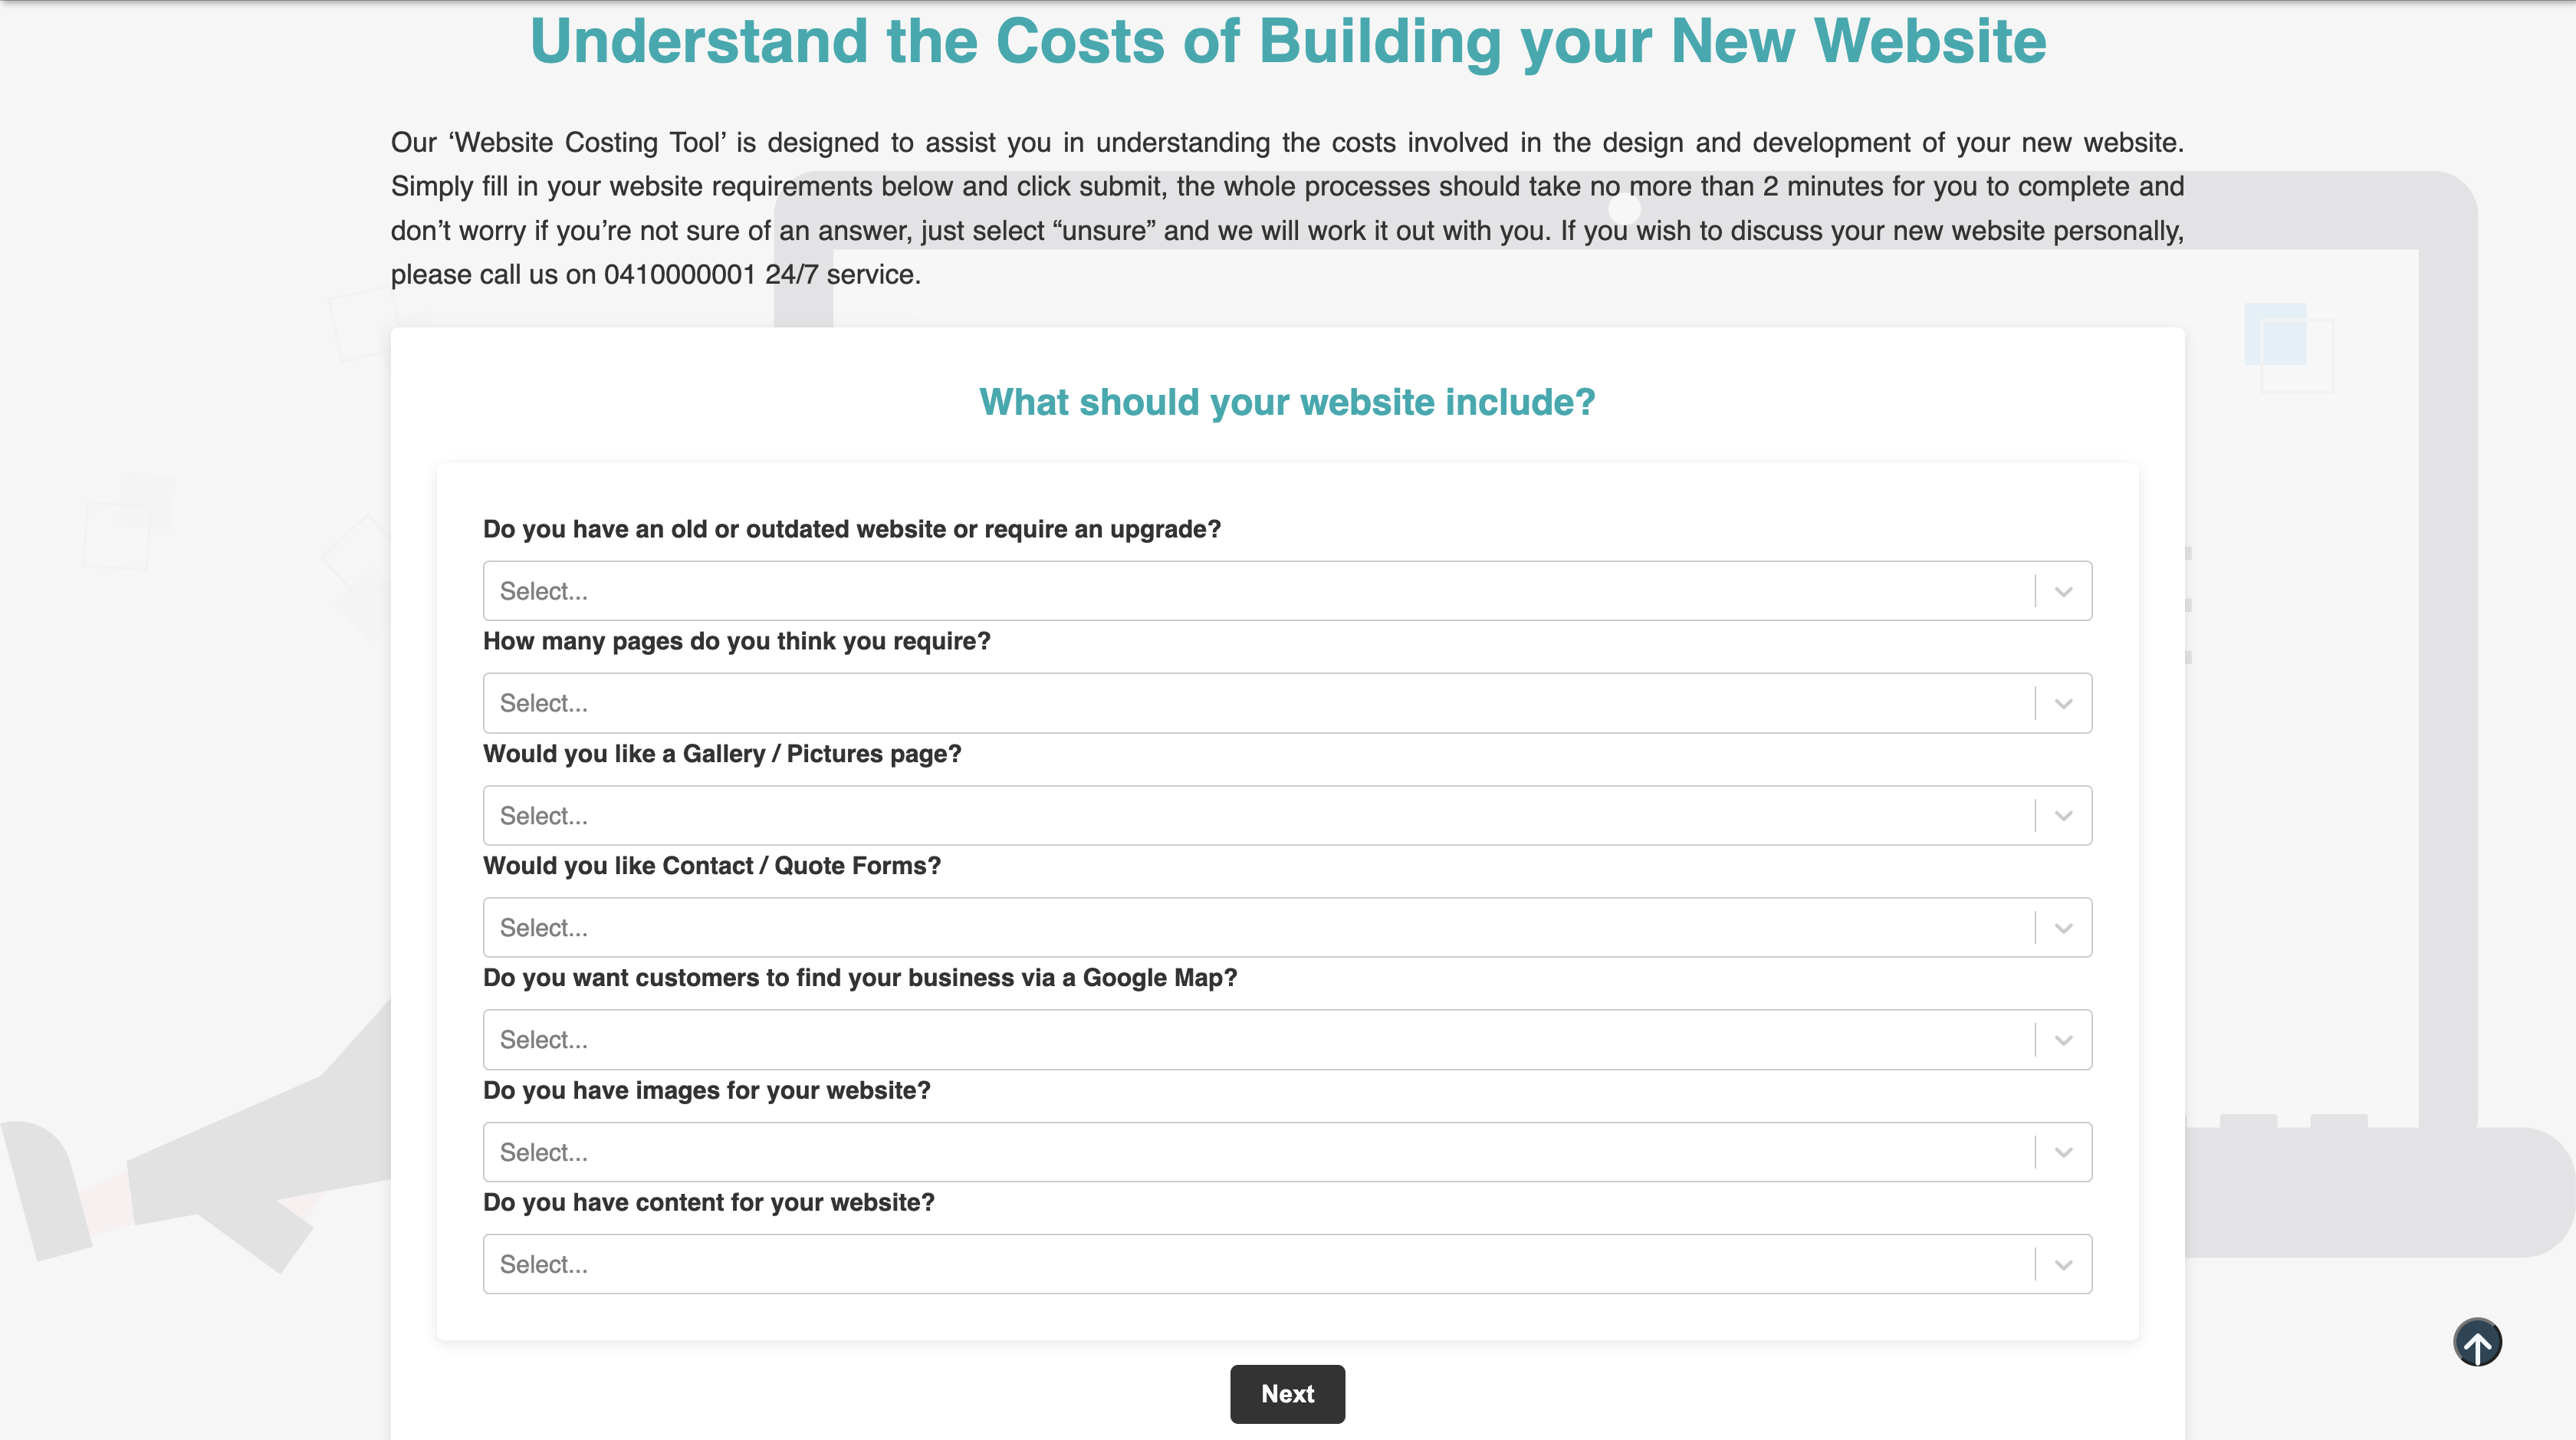 Understand the Costs of Building your New Website
Our ‘Website Costing Tool’ is designed to assist you in understanding the costs involved in the design and development of your new website.
Simply fill in your website requirements below and click submit, the whole processes should take no more than 2 minutes for you to complete and
don’t worry if you’re not sure of an answer, just select “unsure” and we will work it out with you. If you wish to discuss your new website personally,
please call us on 0410000001 24/7 service.
What should your website include?
Do you have an old or outdated website or require an upgrade?
Select...
How many pages do you think you require?
Select...
Would you like a Gallery / Pictures page?
Select...
Would you like Contact / Quote Forms?
Select...
Do you want customers to find your business via a Google Map?
Select...
Do you have images for your website?
Select...
Do you have content for your website?
Select...
Next